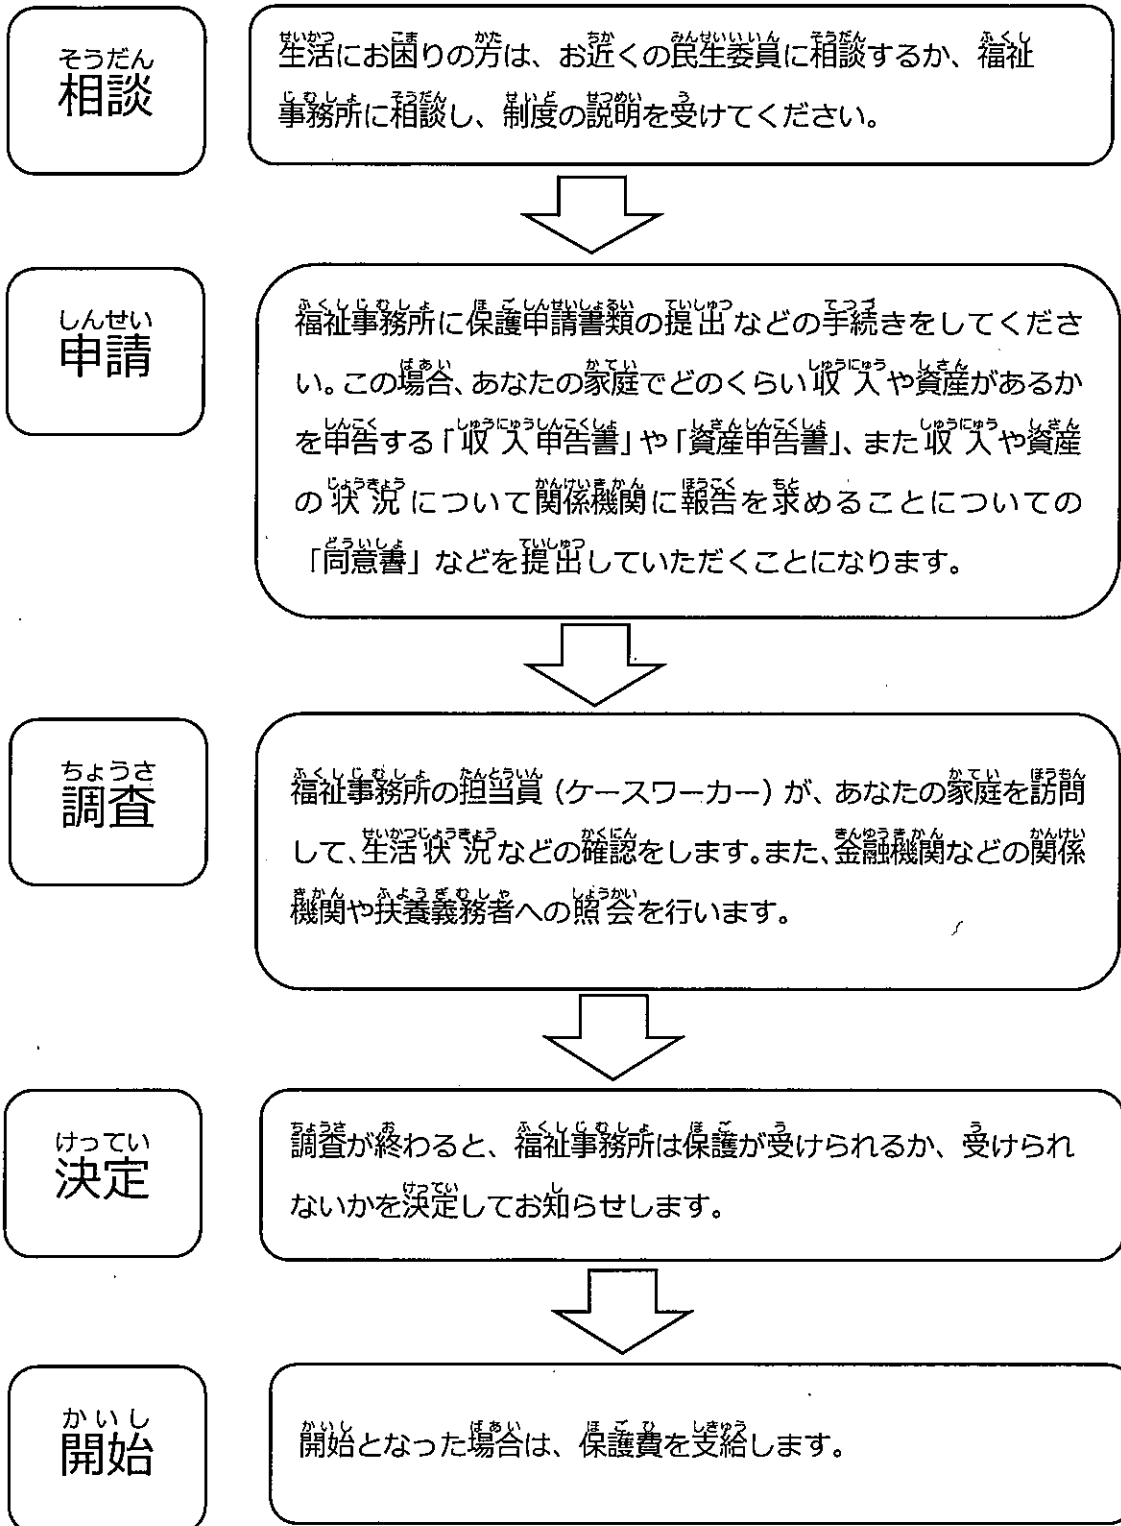 そうだん
相談
生活にお困りの方は、お近くの民生委員に相談するか、福祉
事務所に相談し、制度の説明を受けてください。
しんせい
申請
福祉事務所に保護申請書類の提出などの手続きをしてくださ
い。この場合、あなたの家庭でどのくらい収入や資産があるか
を申告する「収入申告書」や「資産申告書」、また収入や資産
の状況について関係機関に報告を求めることについての
「同意書」などを提出していただくことになります。
ちょうさ
調査
福祉事務所の担当員（ケースワーカー）が、あなたの家庭を訪問
して、生活状況などの確認をします。また、金融機関などの関係
機関や扶養義務者への照会を行います。
けってい
決定
調査が終わると、福祉事務所は保護が受けられるか、受けられ
ないかを決定してお知らせします。
かいし
開始
開始となった場合は、保護費を支給します。